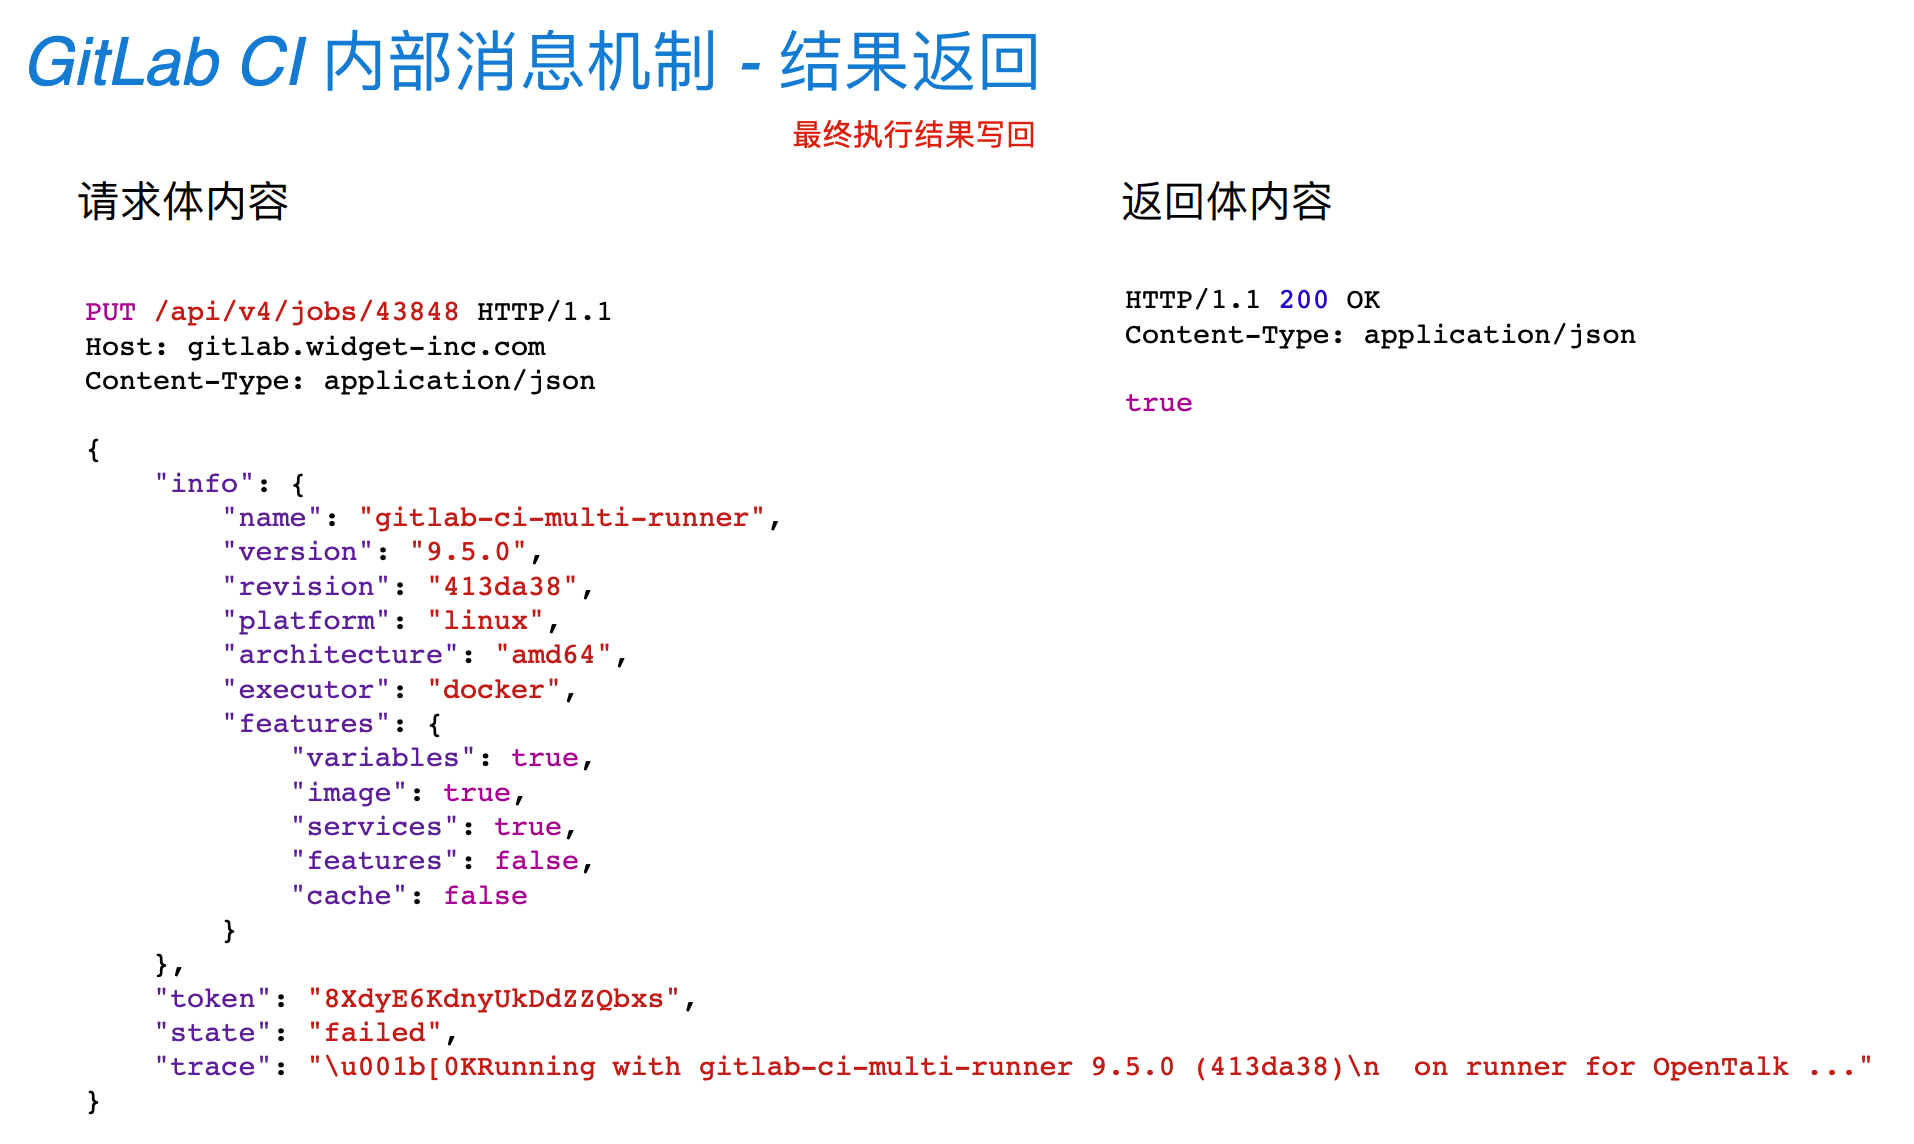 GitLab CI 内部消息机制 - 结果返回
最终执行结果写回
请求体内容
PUT /api/v4/jobs/43848 HTTP/1.1
Host: gitlab.widget-inc.com
Content-Type: application/json
{
"info": {
"name": "gitlab-ci-multi-runner",
"version": "9.5.0",
"revision": "413da38",
"platform": "linux",
"architecture": "amd64",
"executor": "docker",
"features": {
"variables": true,
"image": true,
"services": true,
"features": false,
"cache": false
}
},
"token": "8XdyE6KdnyUkDdZZQbxs",
"state": "failed",
"trace": "\u001b[0KRunning with gitlab-ci-multi-runner 9.5.0 (413da38)\n  on runner for OpenTalk ..."
}
返回体内容
HTTP/1.1 200 OK
Content-Type: application/json
true